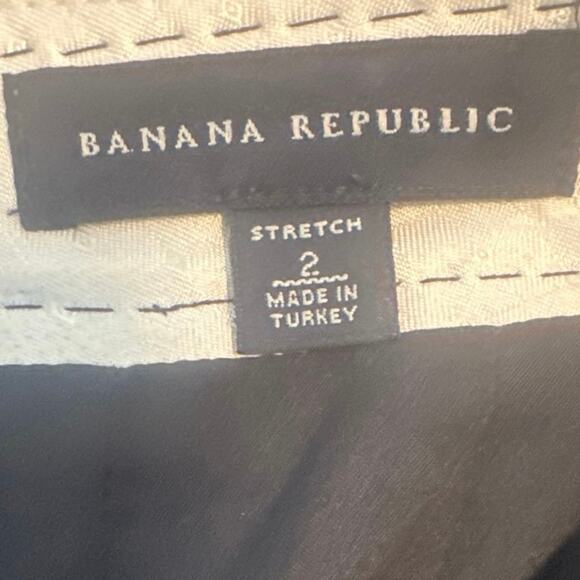 BANANA REPUBLIC
STRETCH
2
MADE IN
TURKEY